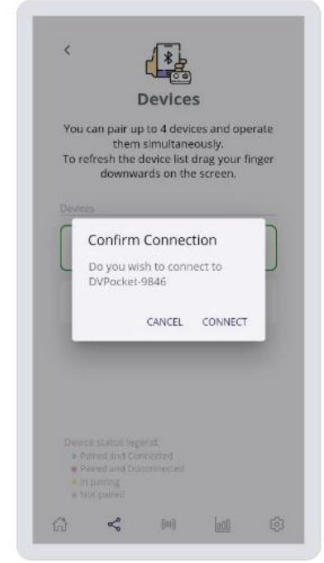 Devices
You can pair up to 4 devices and operate
them simultaneously.
To refresh the device list drag your finger
downwards on the screen.
Devices
Confirm Connection
Do you wish to connect to
DVPocket-9846
CANCEL CONNECT
Device status legend:
Paired and Connected
Paired and Disconnected
In pairing
Not paired